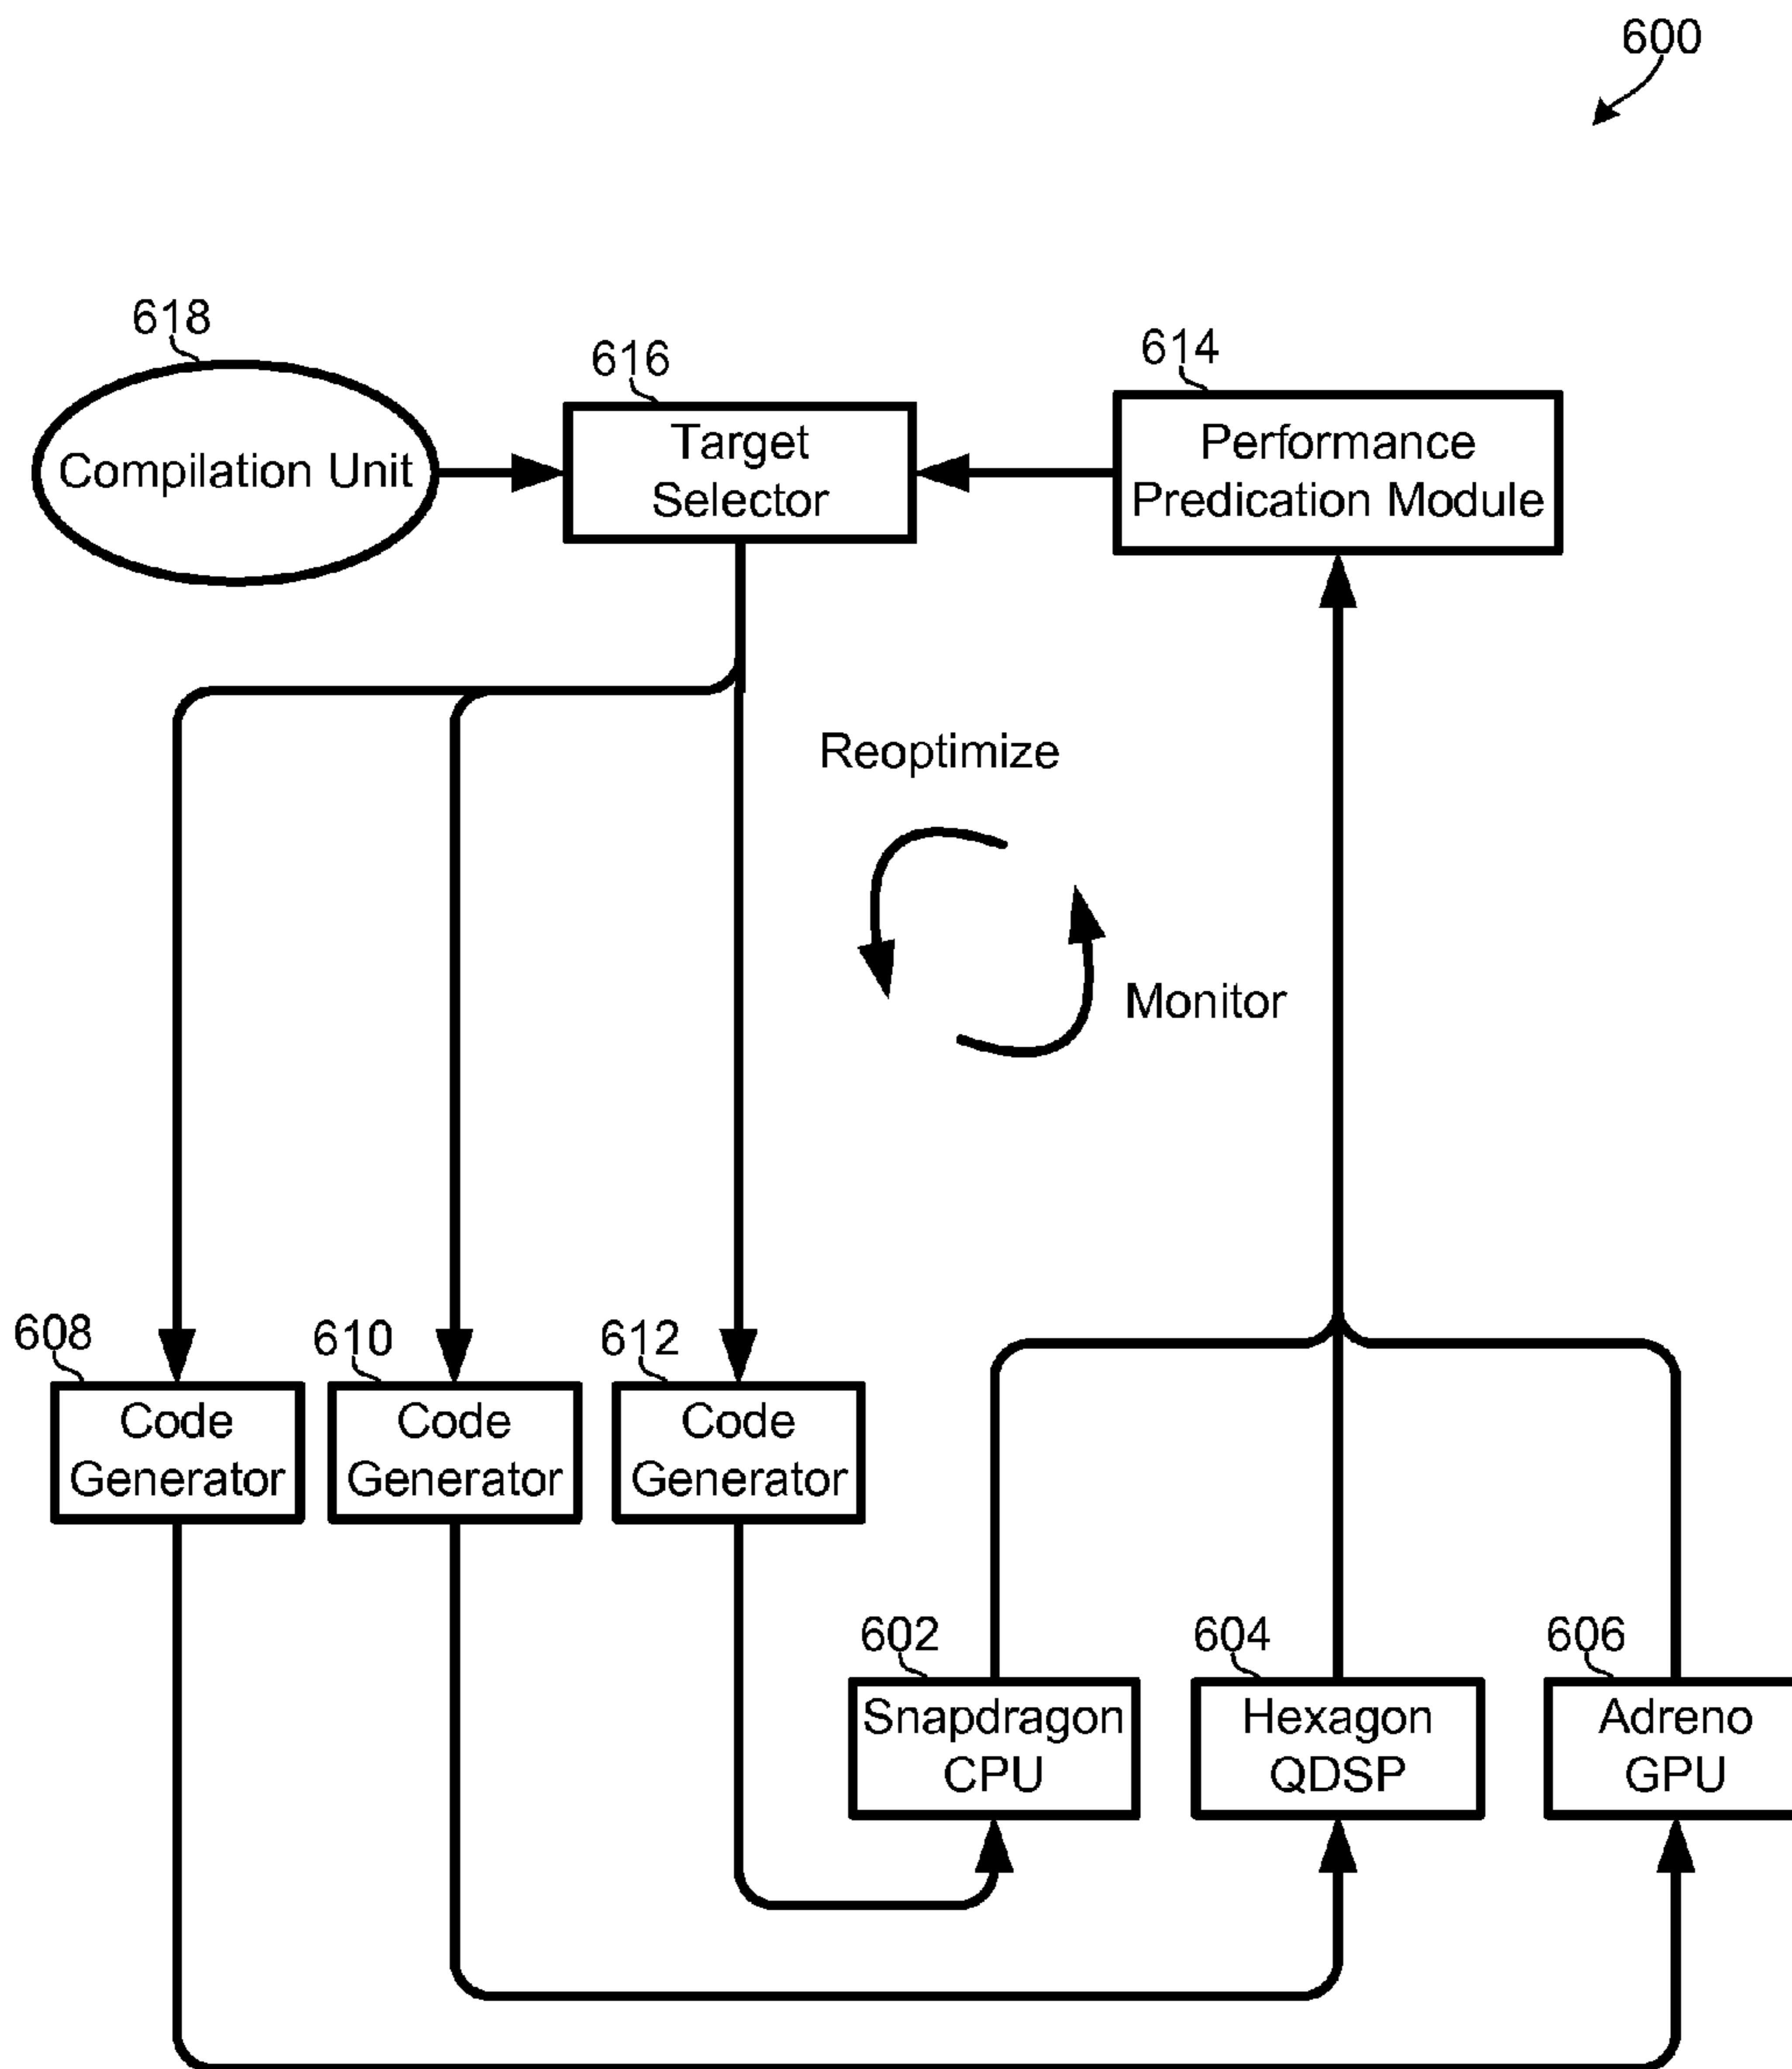 600
618
616
614
Compilation Unit
Target
Selector
Performance
Predication Module
Reoptimize
Monitor
608
610
612
Code
Generator
Code
Generator
Code
Generator
602
604
606
Snapdragon
CPU
Hexagon
QDSP
Adreno
GPU